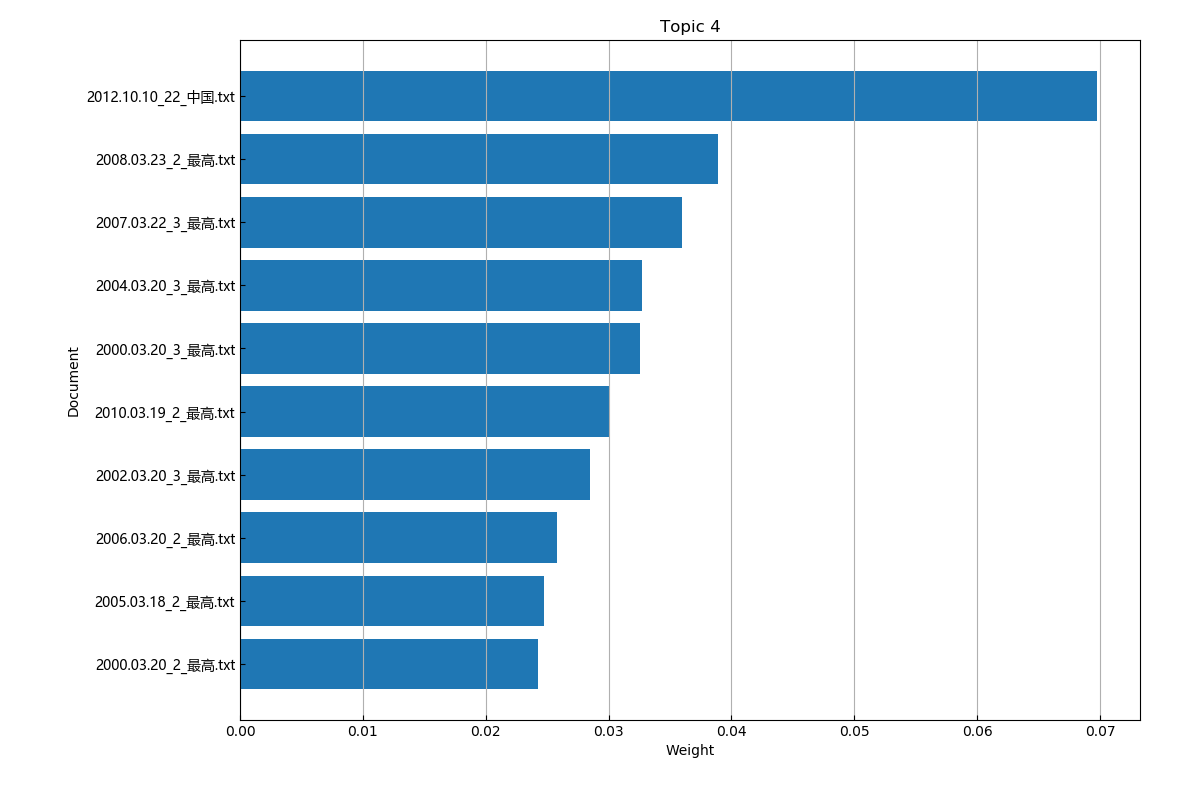 Topic 4
2012.10.10_22_中国.txt
2008.03.23_2_最高.txt
2007.03.22_3_最高.txt
2004.03.20_3_最高.txt
2000.03.20_3_最高.txt
2010.03.19_2_最高.txt
2002.03.20_3_最高.txt
2006.03.20_2_最高.txt
2005.03.18_2_最高.txt
2000.03.20_2_最高.txt
Document
0.00 0.01 0.02 0.03 0.04 0.05 0.06 0.07
Weight